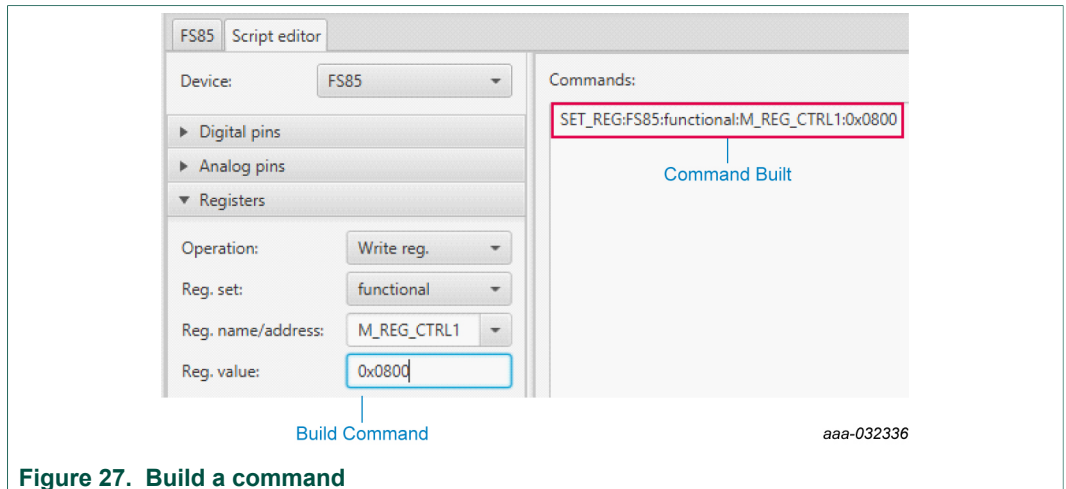 FS85 Script editor
Device: FS85
Commands:
Digital pins
Analog pins
Registers
Operation: Write reg.
Reg. set: functional
Reg. name/address: M_REG_CTRL1
Reg. value: 0x0800
SET_REG:FS85:functional:M_REG_CTRL1:0x0800
Command Built
Build Command
aaa-032336
Figure 27. Build a command